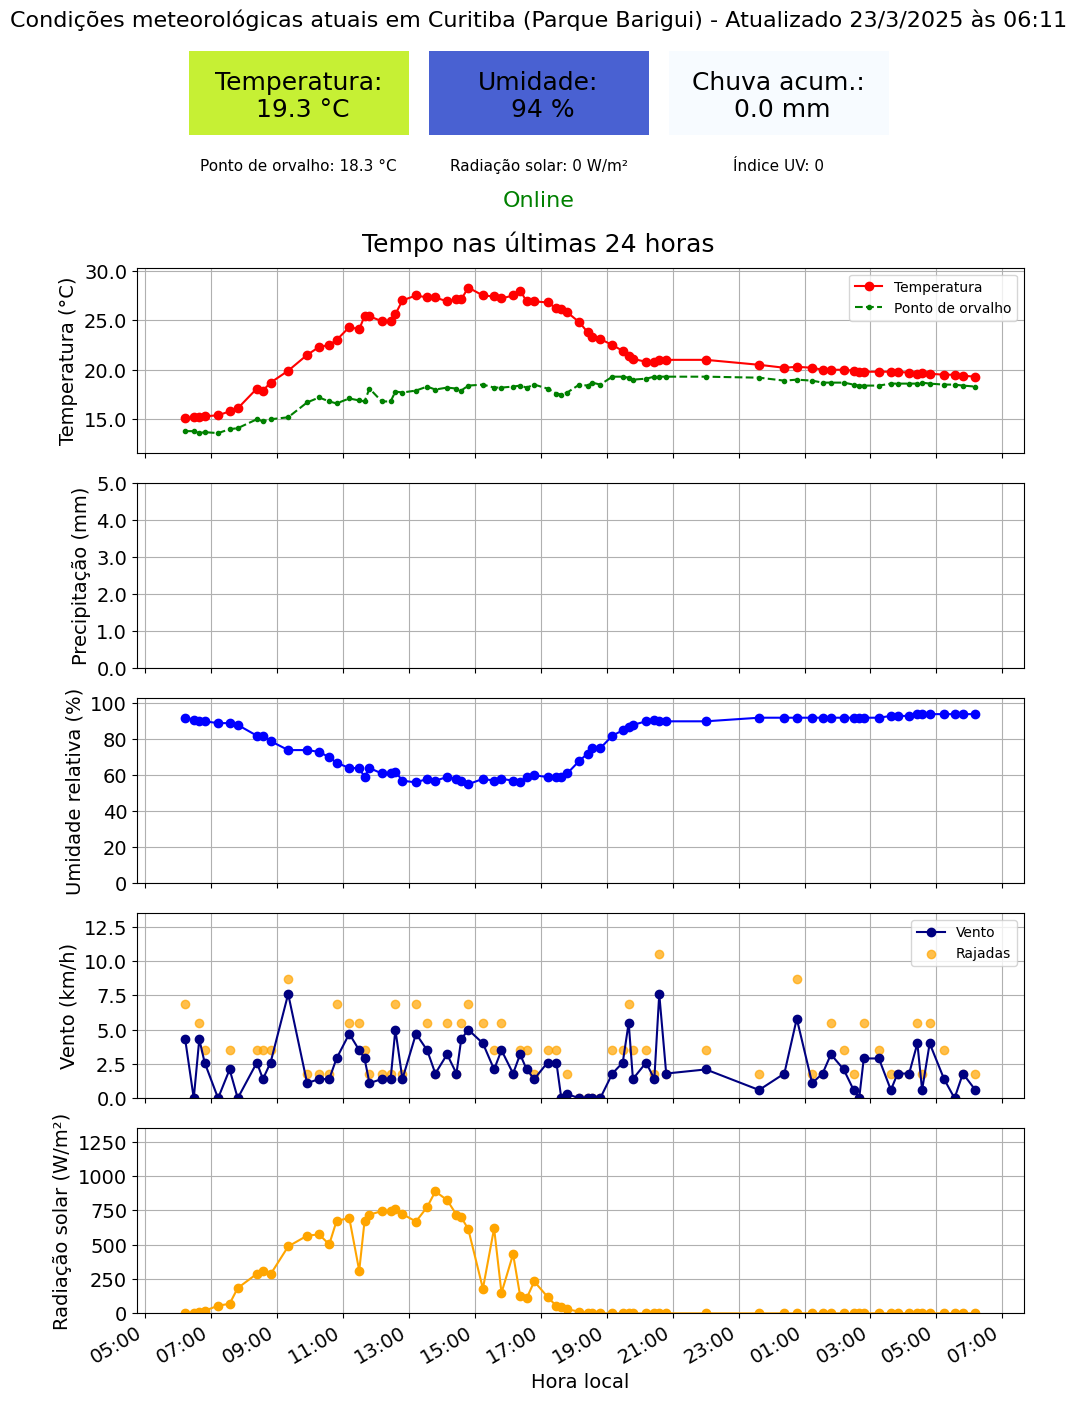 Condições meteorológicas atuais em Curitiba (Parque Barigui) - Atualizado 23/3/2025 às 06:11
Temperatura:
19.3 °C
Umidade:
94 %
Chuva acum.:
0.0 mm
Ponto de orvalho: 18.3 °C
Radiação solar: 0 W/m²
Índice UV: 0
Online
Tempo nas últimas 24 horas
Temperatura (°C)
30.0
25.0
20.0
15.0
Temperatura
Ponto de orvalho
Precipitação (mm)
5.0
4.0
3.0
2.0
1.0
0.0
Umidade relativa (%)
100
80
60
40
20
0
Vento (km/h)
12.5
10.0
7.5
5.0
2.5
0.0
Vento
Rajadas
Radiação solar (W/m²)
1250
1000
750
500
250
0
05:00
07:00
09:00
11:00
13:00
15:00
17:00
19:00
21:00
23:00
01:00
03:00
05:00
07:00
Hora local